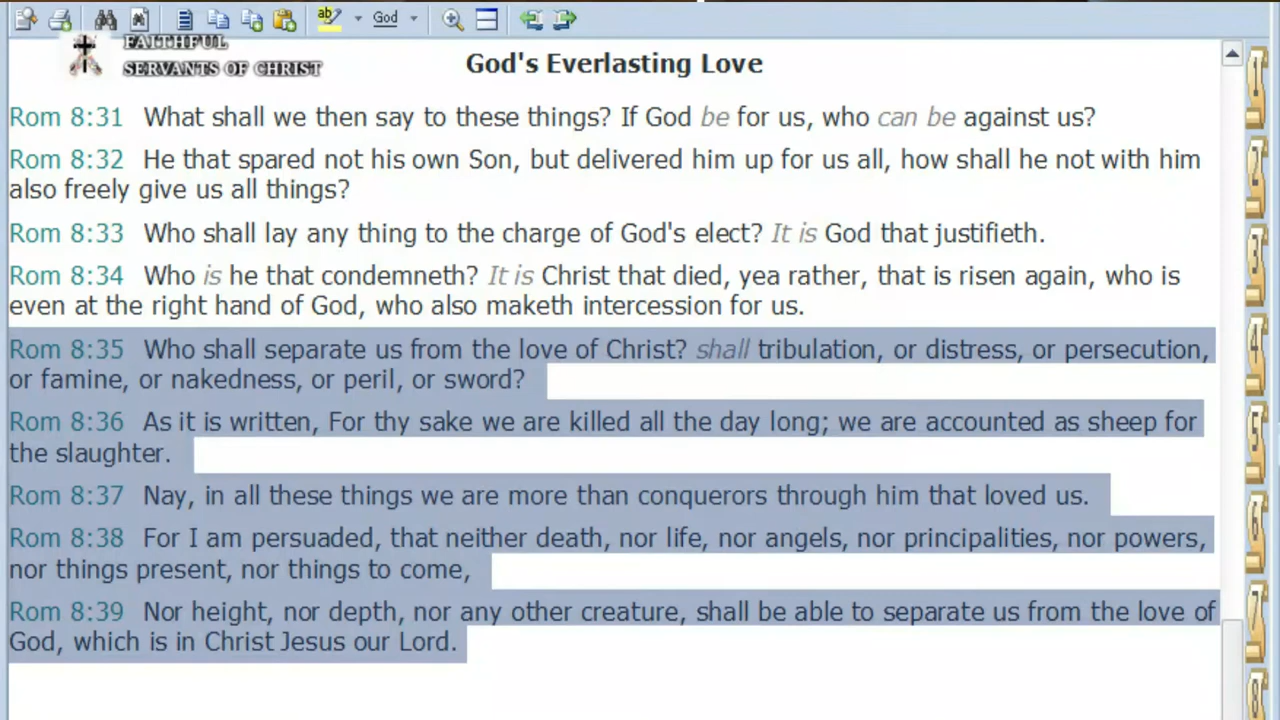 ab
God
FAITHFUL
SERVANTS OF CHRIST
God's Everlasting Love
Rom 8:31 What shall we then say to these things? If God be for us, who can be against us?
Rom 8:32 He that spared not his own Son, but delivered him up for us all, how shall he not with him
also freely give us all things?
Rom 8:33 Who shall lay any thing to the charge of God's elect? It is God that justifieth.
Rom 8:34 Who is he that condemneth? It is Christ that died, yea rather, that is risen again, who is
even at the right hand of God, who also maketh intercession for us.
Rom 8:35 Who shall separate us from the love of Christ? shall tribulation, or distress, or persecution,
or famine, or nakedness, or peril, or sword?
Rom 8:36 As it is written, For thy sake we are killed all the day long; we are accounted as sheep for
the slaughter.
Rom 8:37 Nay, in all these things we are more than conquerors through him that loved us.
Rom 8:38 For I am persuaded, that neither death, nor life, nor angels, nor principalities, nor powers,
nor things present, nor things to come,
Rom 8:39 Nor height, nor depth, nor any other creature, shall be able to separate us from the love of
God, which is in Christ Jesus our Lord.
1
2
3
4
5
6
7
8